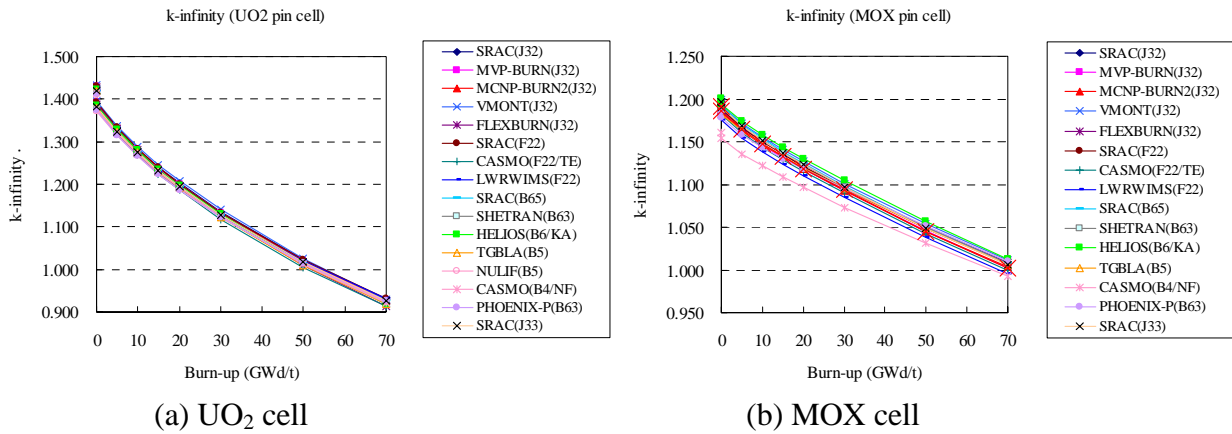 k-infinity (UO2 pin cell)
1.500
1.400
1.300
1.200
1.100
1.000
0.900
k-infinity .
0 10 20 30 40 50 60 70
Burn-up (GWd/t)
SRAC(J32)
MVP-BURN(J32)
MCNP-BURN2(J32)
VMONT(J32)
FLEXBURN(J32)
SRAC(F22)
CASMO(F22/TE)
LWRWIMS(F22)
SRAC(B65)
SHETRAN(B63)
HELIOS(B6/KA)
TGBLA(B5)
NULIF(B5)
CASMO(B4/NF)
PHOENIX-P(B63)
SRAC(J33)
(a) UO₂ cell
k-infinity (MOX pin cell)
1.250
1.200
1.150
1.100
1.050
1.000
0.950
k-infinity
0 10 20 30 40 50 60 70
Burn-up (GWd/t)
SRAC(J32)
MVP-BURN(J32)
MCNP-BURN2(J32)
VMONT(J32)
FLEXBURN(J32)
SRAC(F22)
CASMO(F22/TE)
LWRWIMS(F22)
SRAC(B65)
SHETRAN(B63)
HELIOS(B6/KA)
TGBLA(B5)
CASMO(B4/NF)
PHOENIX-P(B63)
SRAC(J33)
(b) MOX cell